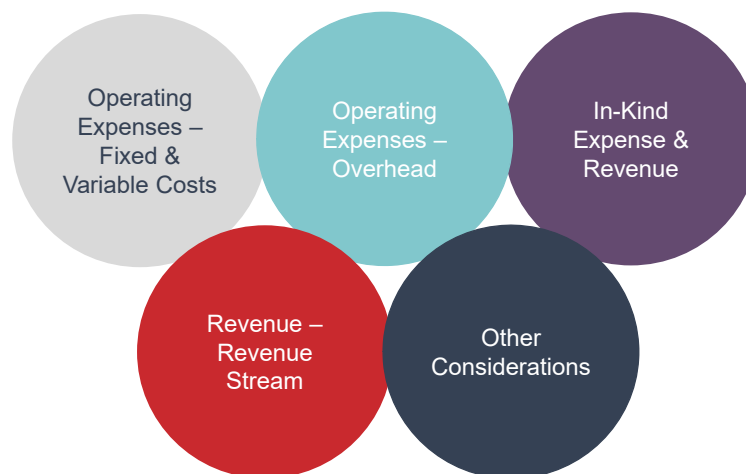 Operating
Expenses –
Fixed &
Variable Costs
Operating
Expenses –
Overhead
In-Kind
Expense &
Revenue
Revenue –
Revenue
Stream
Other
Considerations